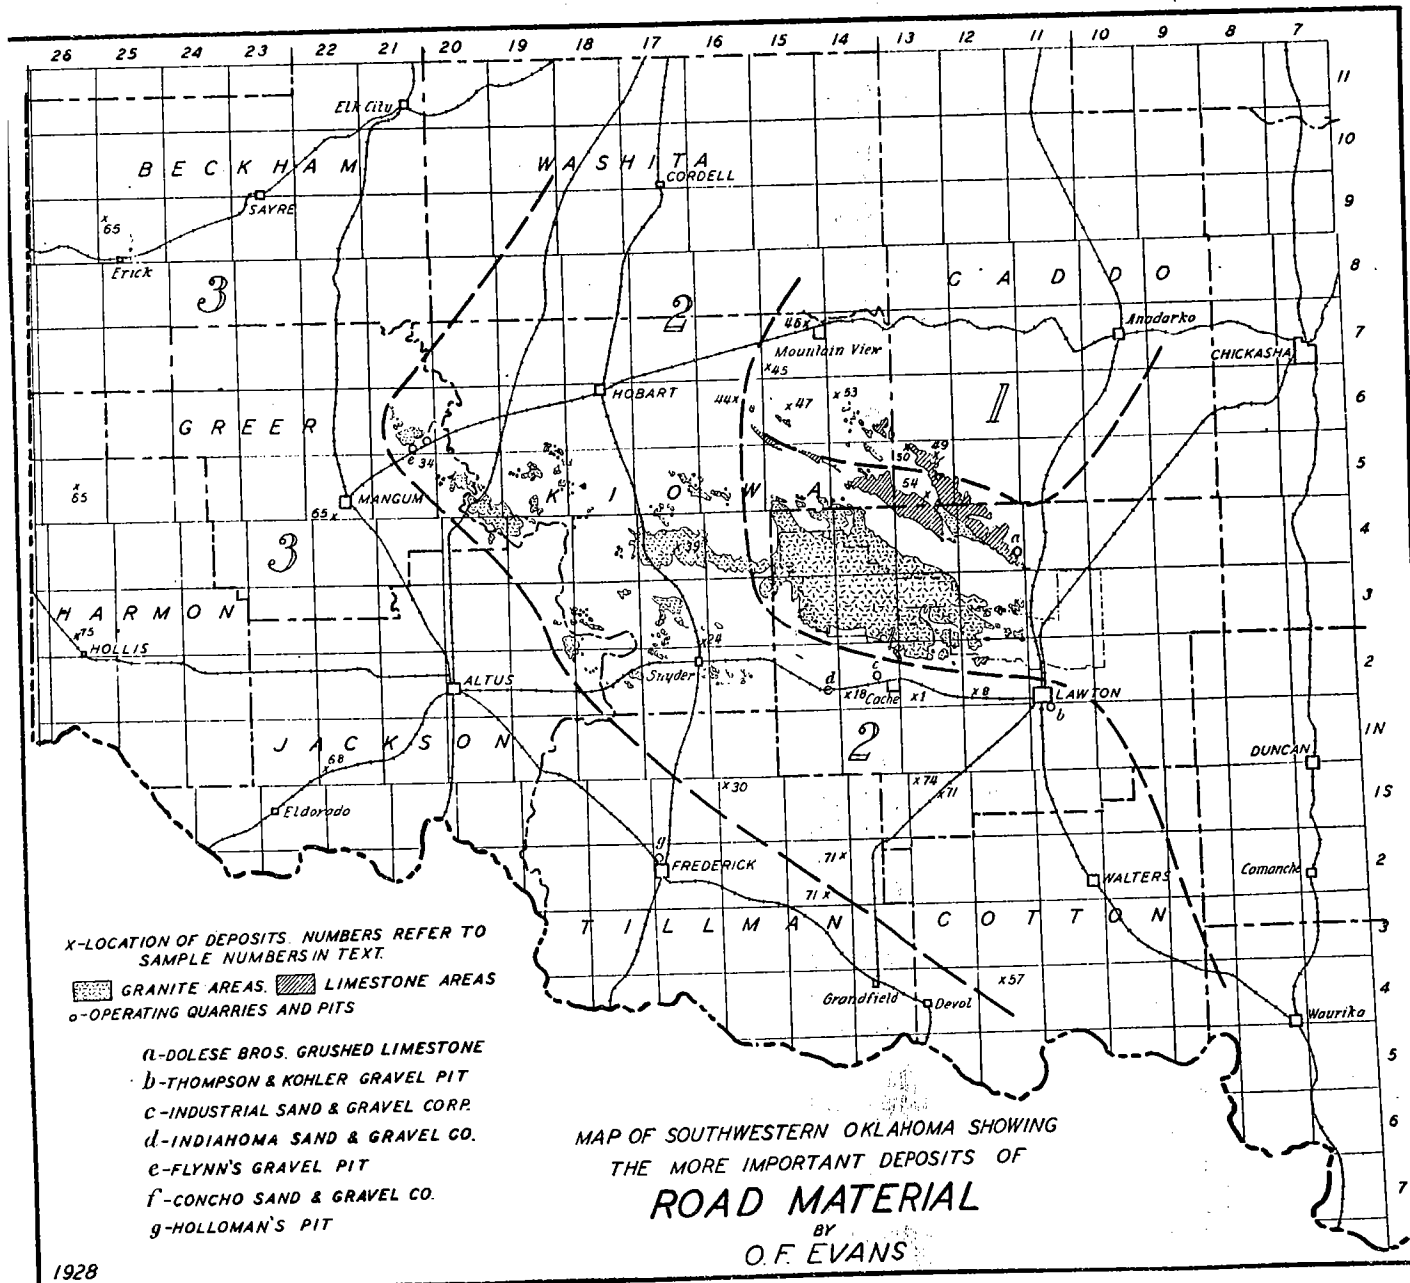 26 25 24 23 22 21 20 19 18 17 16 15 14 13 12 11 10 9 8 7
11
Elk City
10
BECKHAM
WASHITA
CORDELL
SAYRE
9
x65
Erick
8
CADDO
3
2
46x
Anadarko
7
Mountain View
CHICKASHA
x45
HOBART
44x
x47
x53
1
6
GREER
49
50
e
34
5
x65
54
x
MANGUM
KIOWA
65x
4
3
x39
a
HARMON
3
x75
HOLLIS
x24
2
Snyder
c
d
ALTUS
x18
Cache
x1
x8
LAWTON
b
JACKSON
2
1N
x68
DUNCAN
x30
x74
x71
1S
Eldorado
g
71x
2
FREDERICK
Comanche
WALTERS
71x
TILLMAN
COTTON
3
x57
4
Grandfield
Devol
Waurika
5
6
7
X-LOCATION OF DEPOSITS. NUMBERS REFER TO
SAMPLE NUMBERS IN TEXT.
GRANITE AREAS. LIMESTONE AREAS
o-OPERATING QUARRIES AND PITS
a-DOLESE BROS. GRUSHED LIMESTONE
b-THOMPSON & KOHLER GRAVEL PIT
c-INDUSTRIAL SAND & GRAVEL CORP.
d-INDIAHOMA SAND & GRAVEL CO.
e-FLYNN'S GRAVEL PIT
f-CONCHO SAND & GRAVEL CO.
g-HOLLOMAN'S PIT
MAP OF SOUTHWESTERN OKLAHOMA SHOWING
THE MORE IMPORTANT DEPOSITS OF
ROAD MATERIAL
BY
O.F. EVANS
1928